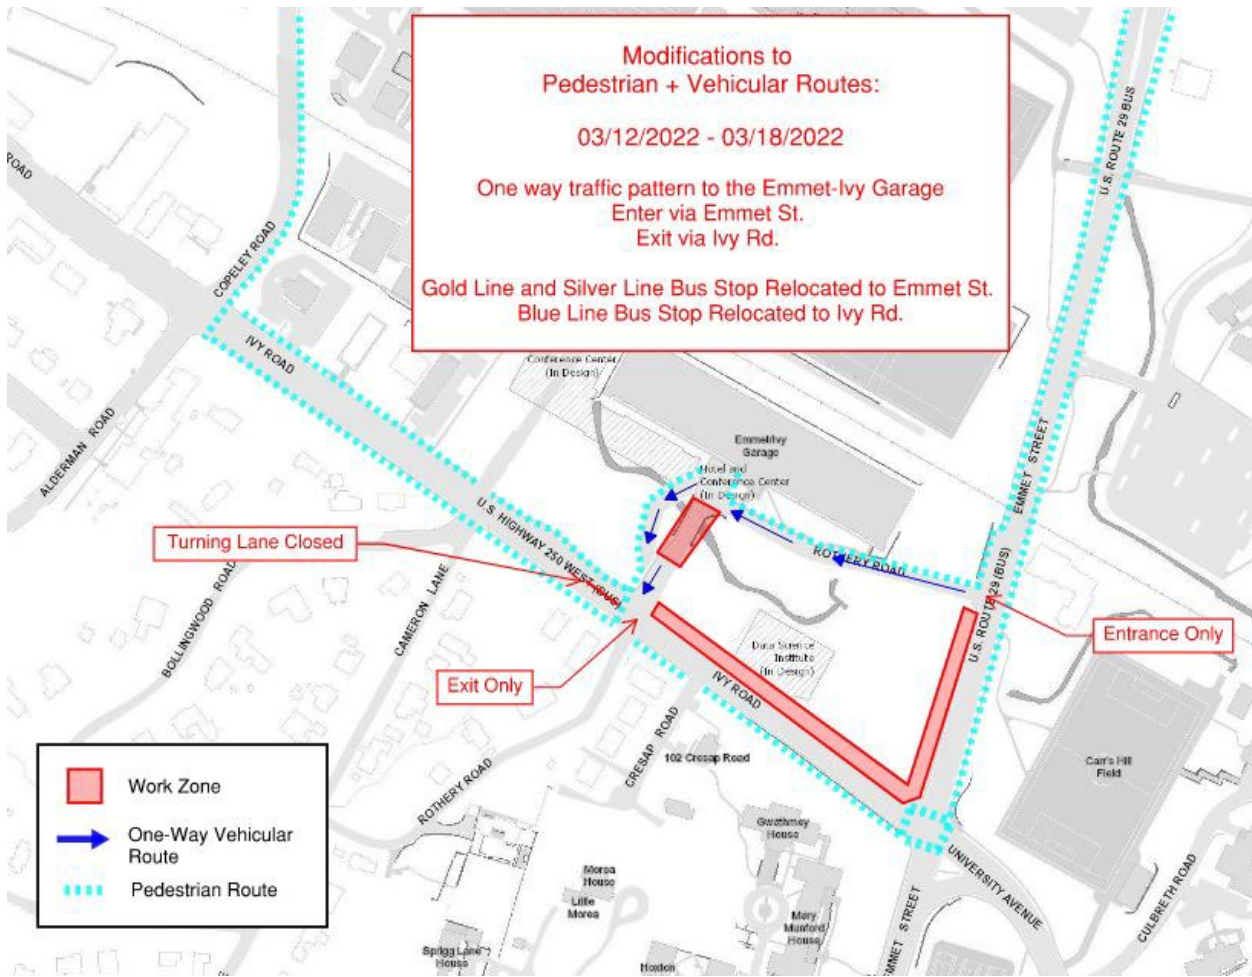 Modifications to
Pedestrian + Vehicular Routes:
03/12/2022 - 03/18/2022
One way traffic pattern to the Emmet-Ivy Garage
Enter via Emmet St.
Exit via Ivy Rd.
Gold Line and Silver Line Bus Stop Relocated to Emmet St.
Blue Line Bus Stop Relocated to Ivy Rd.
U.S. ROUTE 29 BUS
ROAD
COPELEY ROAD
IVY ROAD
ALDERMAN ROAD
Conference Center
(In Design)
Emmet/Ivy
Garage
Hotel and
Conference Center
(In Design)
EMMET STREET
U.S. HIGHWAY 250 WEST (BUS)
Turning Lane Closed
ROTHERY ROAD
U.S. ROUTE 29 (BUS)
Entrance Only
BOLLINGWOOD ROAD
CAMERON LANE
Exit Only
Data Science
Institute
(In Design)
IVY ROAD
CRESAP ROAD
102 Cresap Road
ROTHERY ROAD
Carr's Hill
Field
Gwathmey
House
UNIVERSITY AVENUE
CULBRETH ROAD
Morea
House
Little
Morea
Mary
Munford
House
EMMET STREET
Sprigg Lane
House
Hoxton
ROAD
Work Zone
One-Way Vehicular
Route
Pedestrian Route